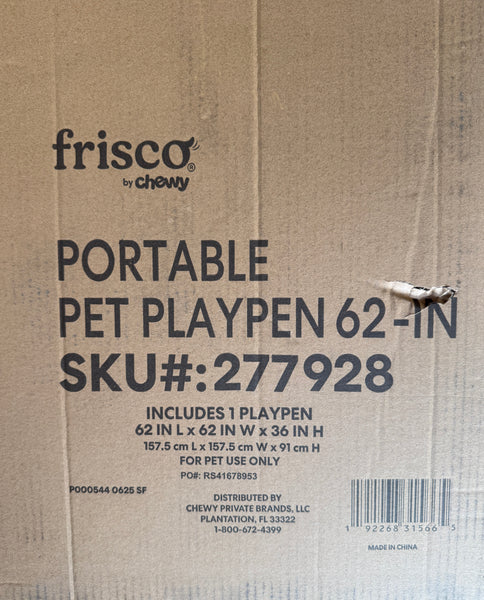 frisco®
by chewy
PORTABLE
PET PLAYPEN 62-IN
SKU#:277928
INCLUDES 1 PLAYPEN
62 IN L x 62 IN W x 36 IN H
157.5 cm L x 157.5 cm W x 91 cm H
FOR PET USE ONLY
PO#: RS41678953
P000544 0625 SF
DISTRIBUTED BY
CHEWY PRIVATE BRANDS, LLC
PLANTATION, FL 33322
1-800-672-4399
1 92268 31566 5
MADE IN CHINA